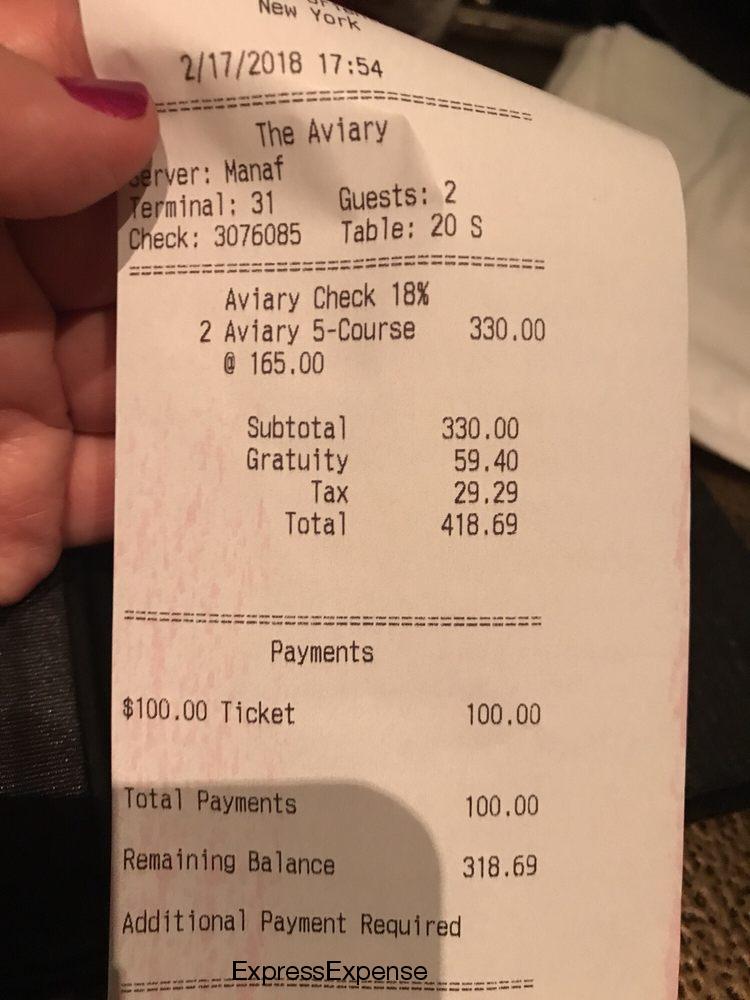 New York
2/17/2018 17:54
The Aviary
Server: Manaf
Terminal: 31 Guests: 2
Check: 3076085 Table: 20 S
Aviary Check 18%
2 Aviary 5-Course 330.00
@ 165.00
Subtotal 330.00
Gratuity 59.40
Tax 29.29
Total 418.69
Payments
$100.00 Ticket 100.00
Total Payments 100.00
Remaining Balance 318.69
Additional Payment Required
ExpressExpense